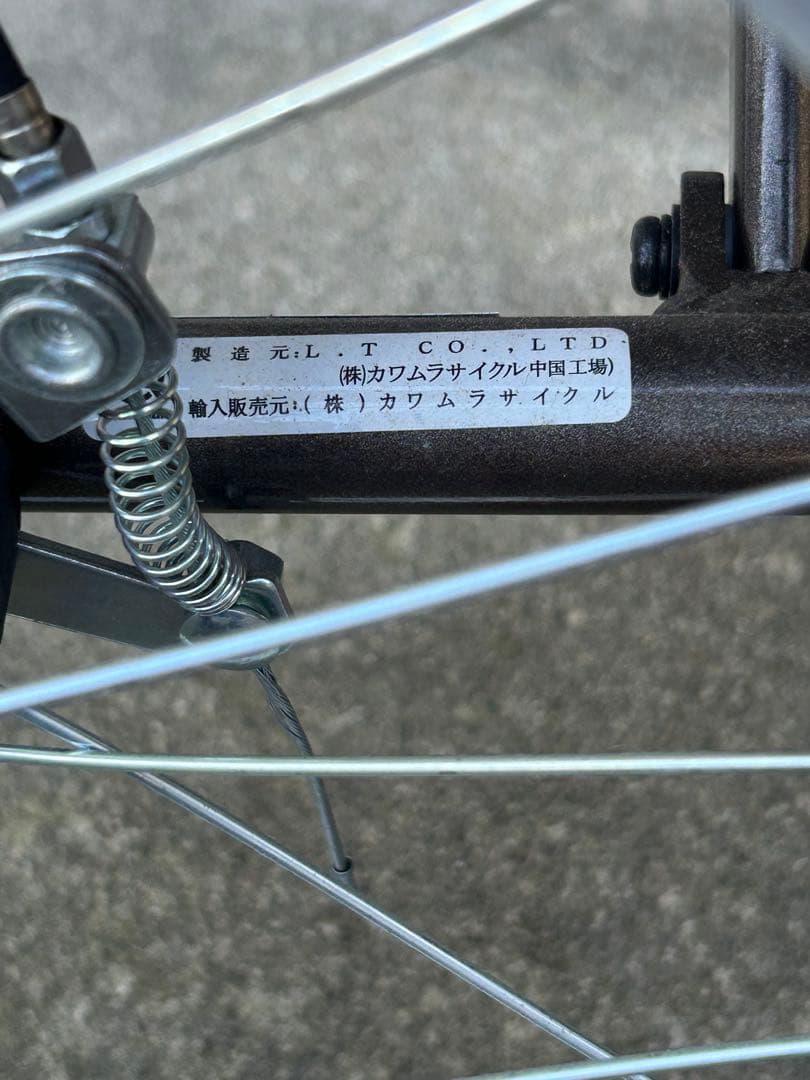 製造元:L.T CO.,LTD
(株)カワムラサイクル中国工場)
輸入販売元:(株)カワムラサイクル